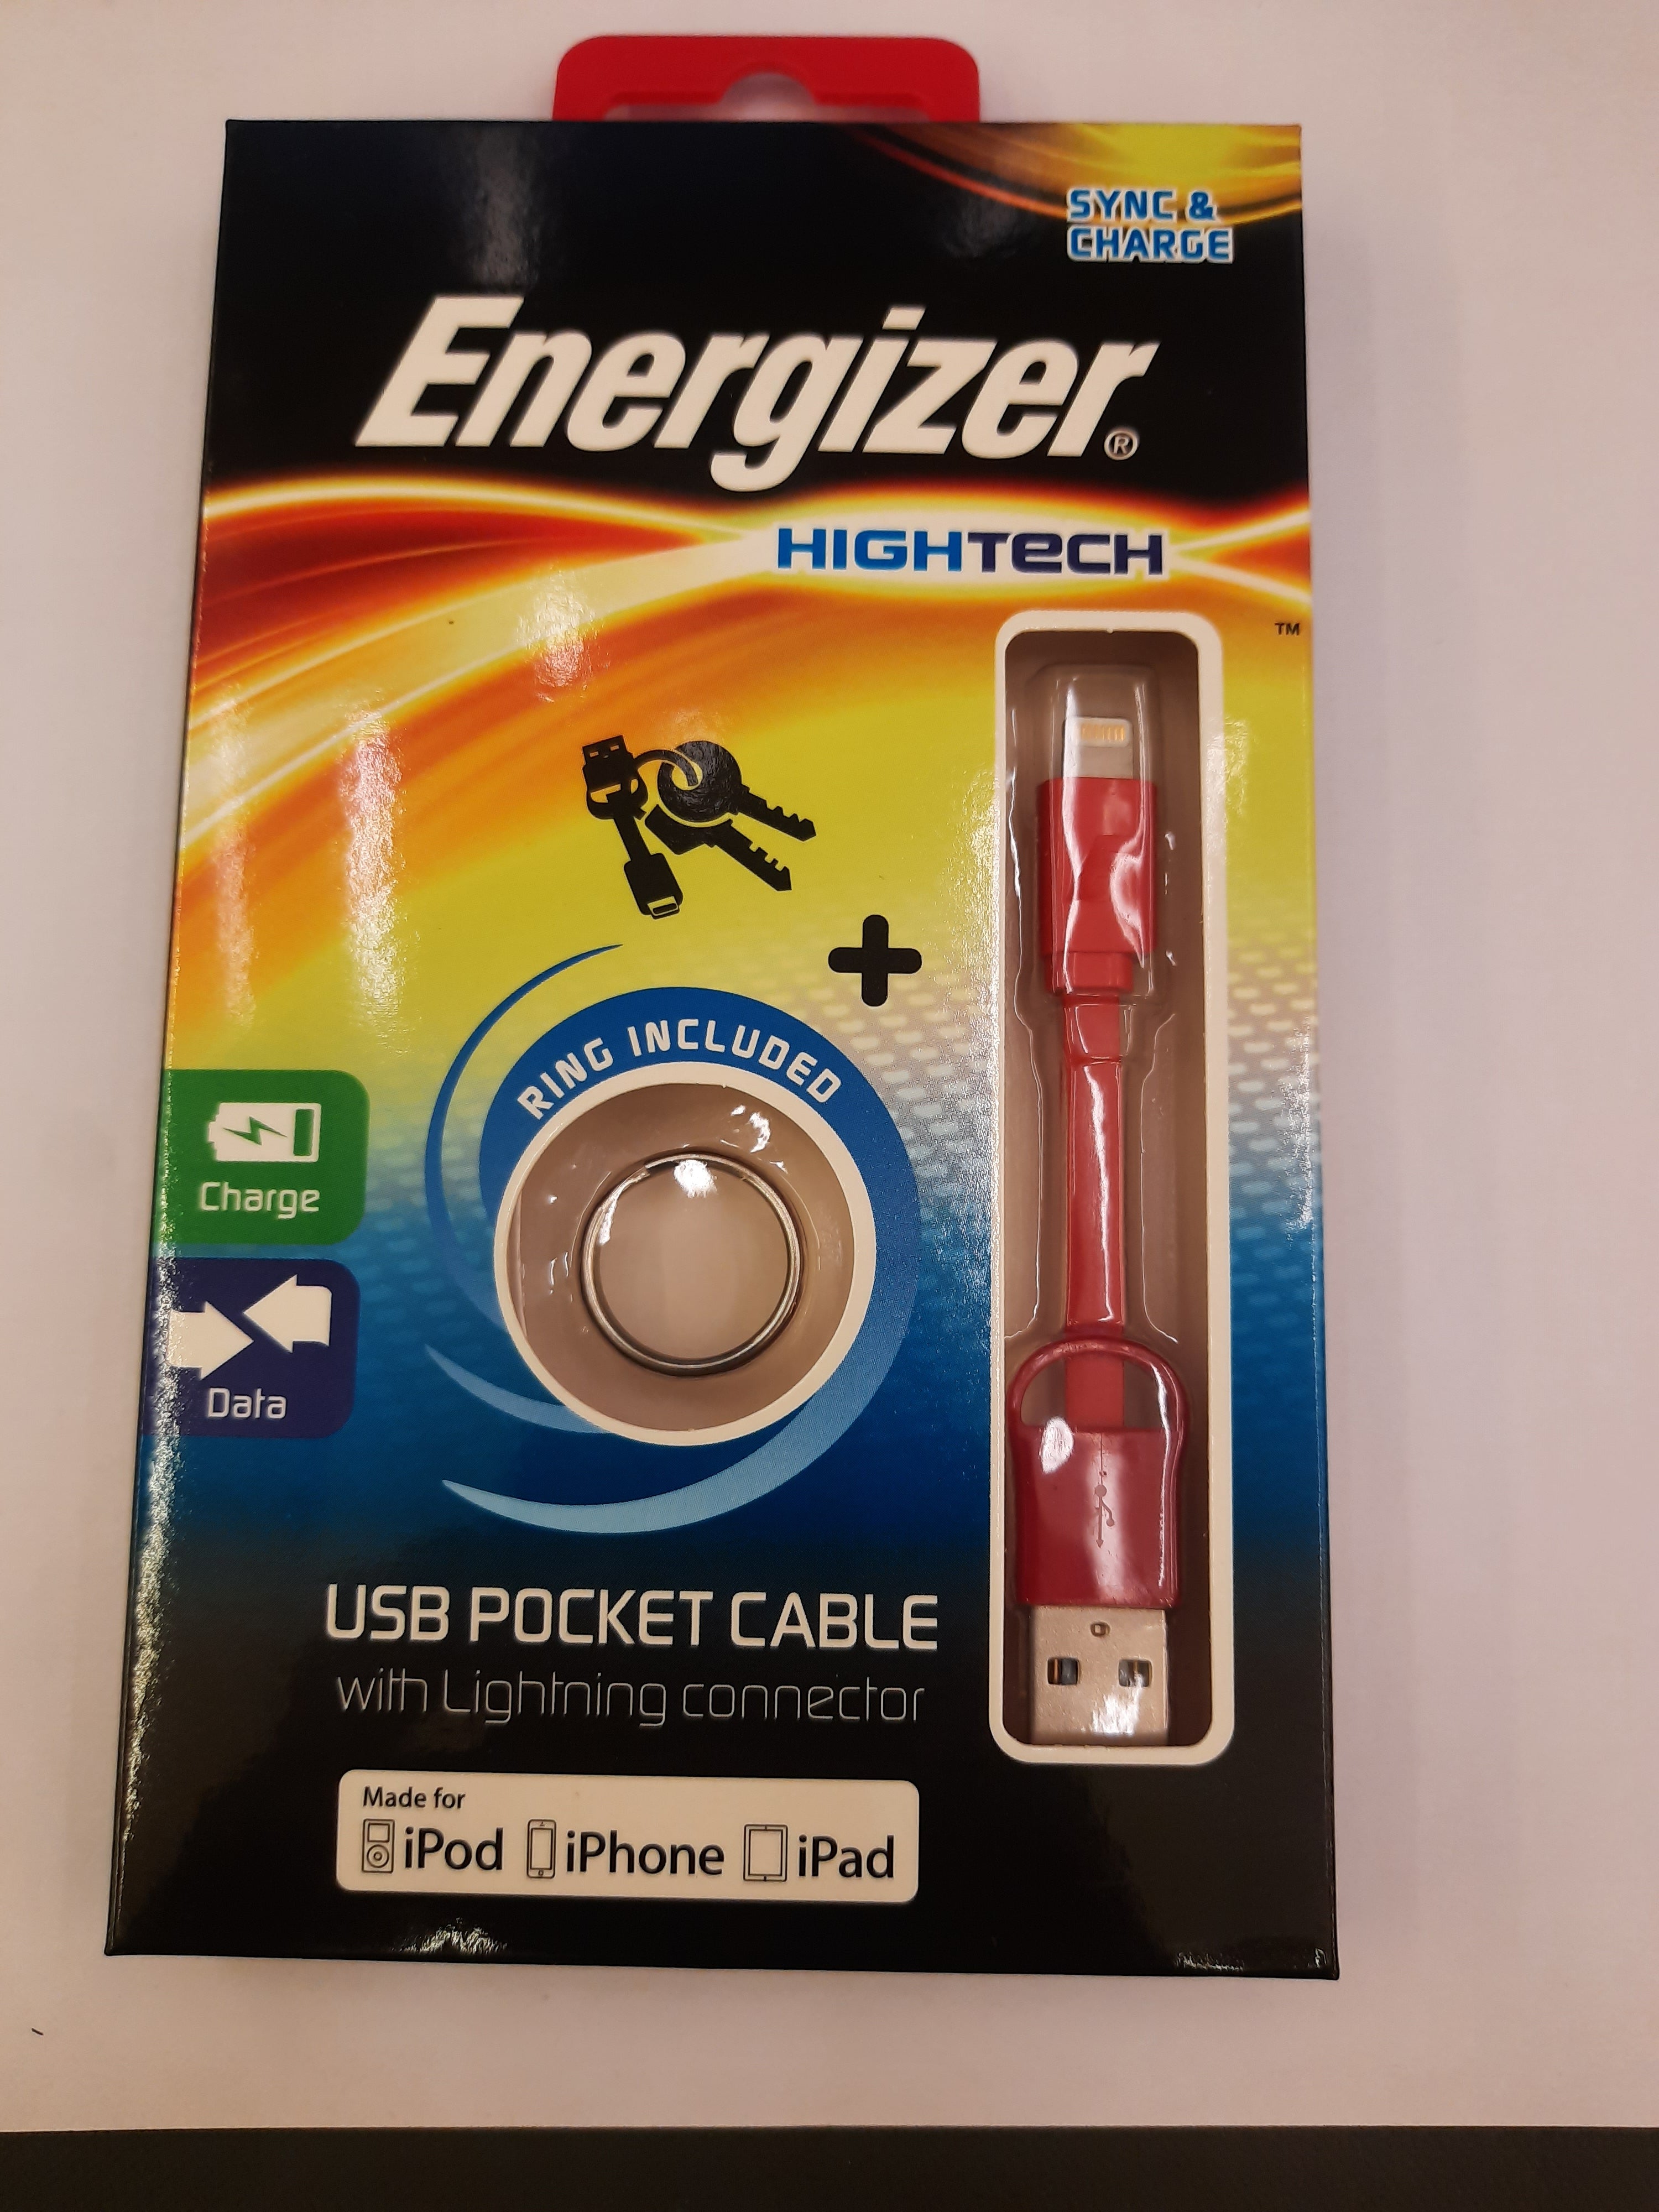 SYNC &
CHARGE
Energizer®
HIGHTECH
TM
RING INCLUDED
Charge
Data
USB POCKET CABLE
with Lightning connector
Made for
iPod iPhone iPad